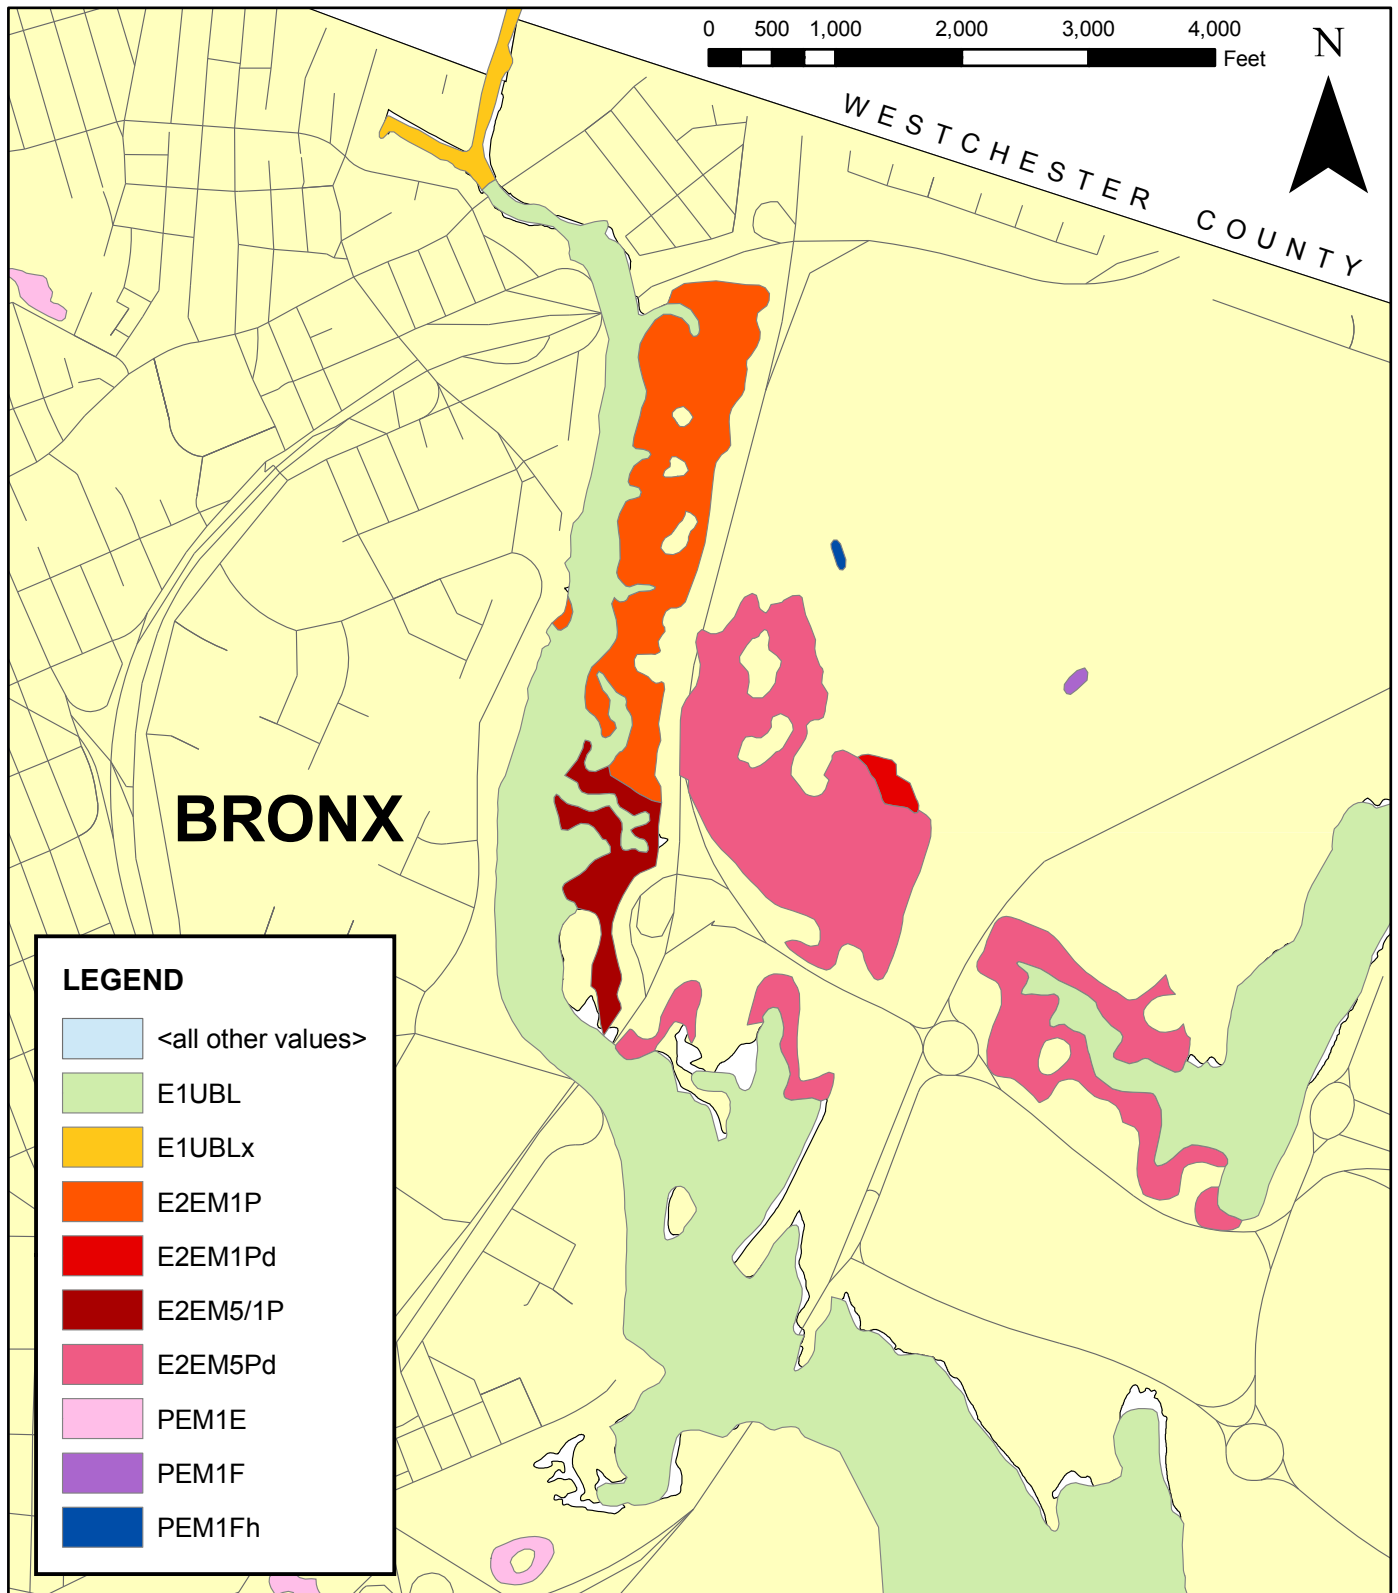 0 500 1,000 2,000 3,000 4,000
Feet
N
WESTCHESTER COUNTY
BRONX
LEGEND
<all other values>
E1UBL
E1UBLx
E2EM1P
E2EM1Pd
E2EM5/1P
E2EM5Pd
PEM1E
PEM1F
PEM1Fh